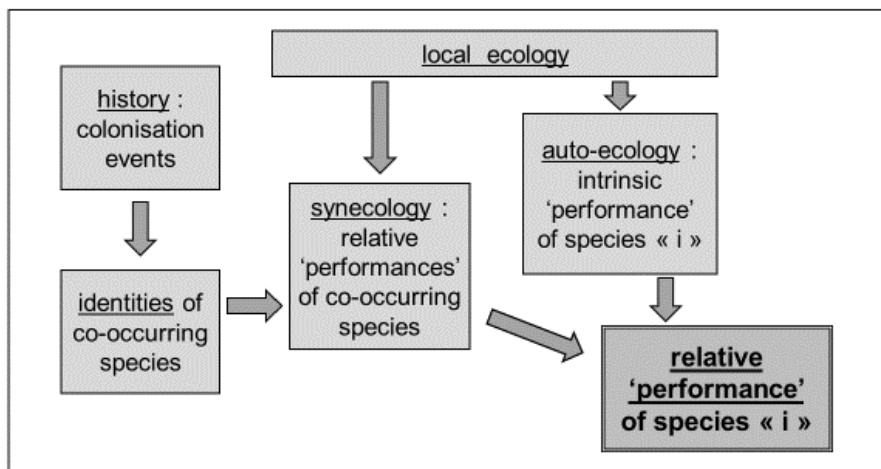 local ecology
history :
colonisation
events
auto-ecology :
intrinsic
‘performance’
of species « i »
synecology :
relative
‘performances’
of co-occurring
species
identities of
co-occurring
species
relative
‘performance’
of species « i »